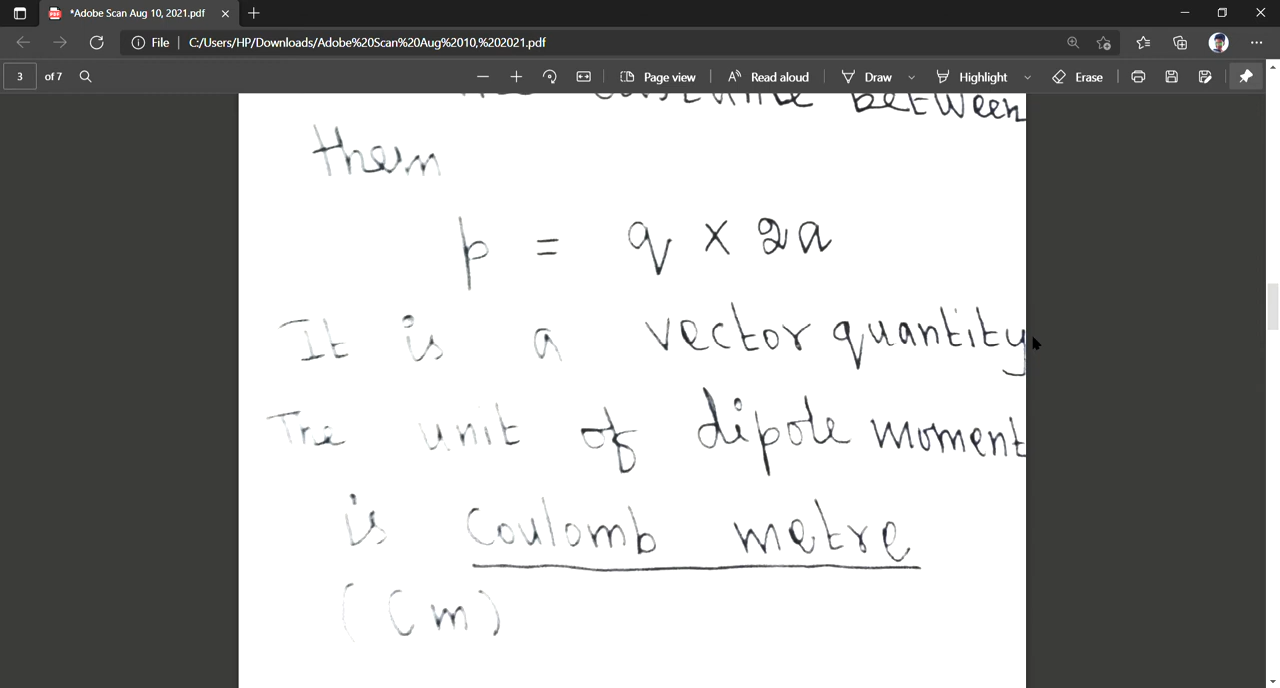 *Adobe Scan Aug 10, 2021.pdf
File C:/Users/HP/Downloads/Adobe%20Scan%20Aug%2010,%202021.pdf
3 of 7 Page view Read aloud Draw Highlight Erase
between
them
p = q × 2a
It is a vector quantity
The unit of dipole moment
is Coulomb metre
(Cm)